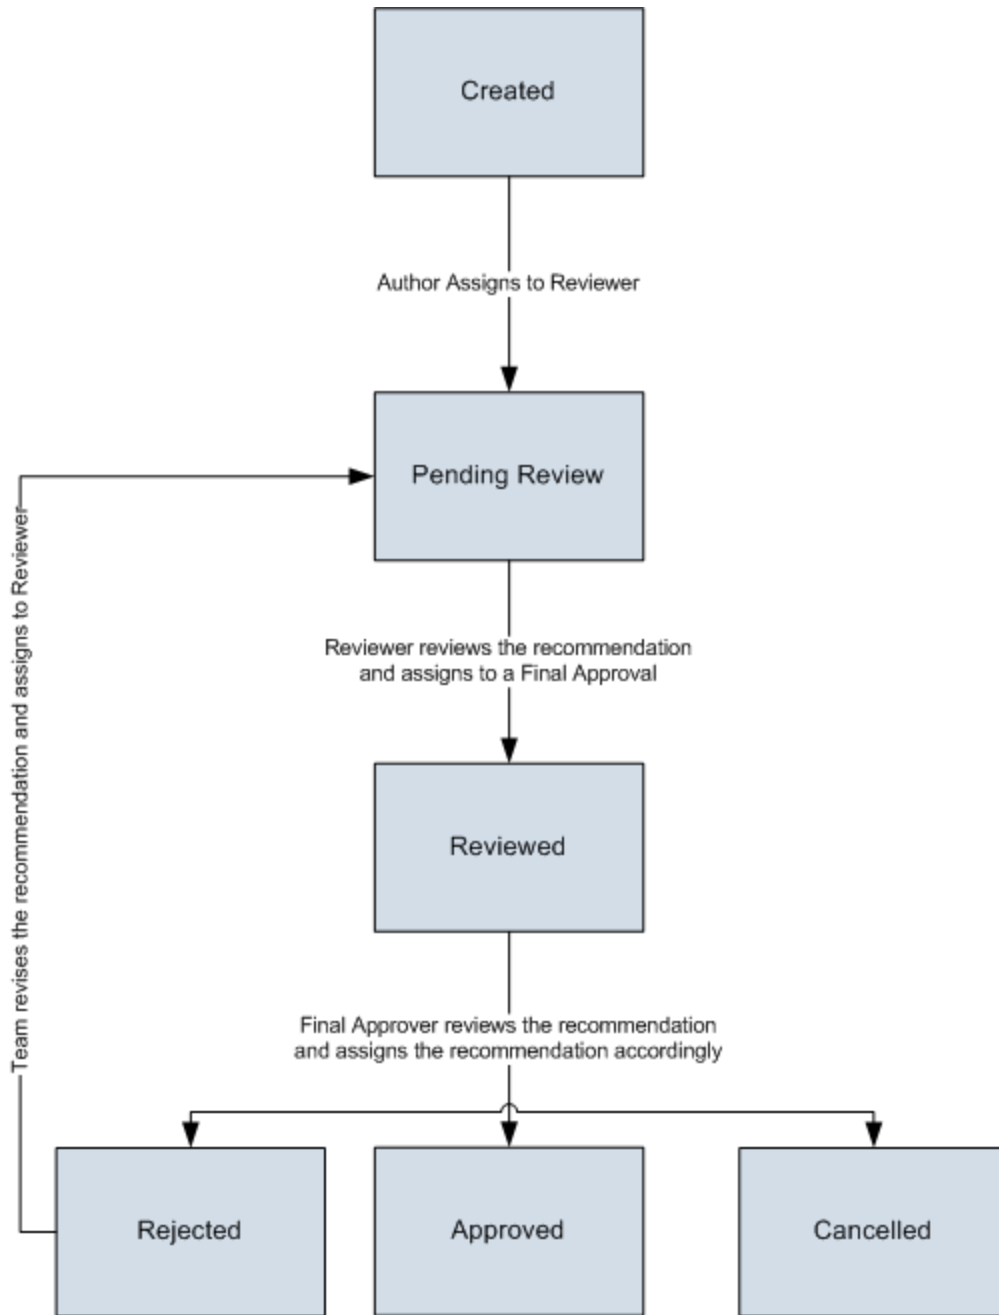 Created
Author Assigns to Reviewer
Pending Review
Reviewer reviews the recommendation
and assigns to a Final Approval
Team revises the recommendation and assigns to Reviewer
Reviewed
Final Approver reviews the recommendation
and assigns the recommendation accordingly
Rejected
Approved
Cancelled